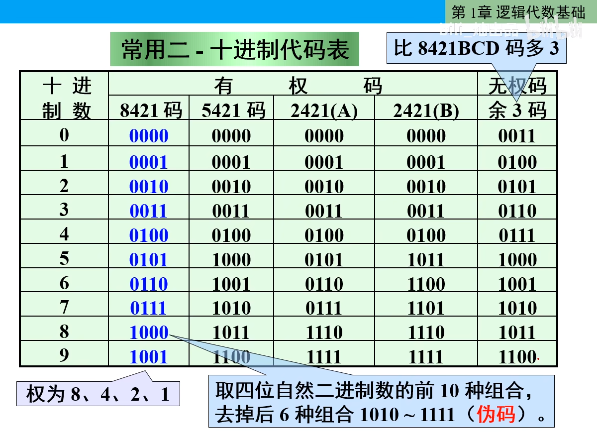 第 1章 逻辑代数基础
常用二 - 十进制代码表
比 8421BCD 码多 3
十 进 制 数 有 权 码 无权码
8421 码 5421 码 2421(A) 2421(B) 余 3 码
0 0000 0000 0000 0000 0011
1 0001 0001 0001 0001 0100
2 0010 0010 0010 0010 0101
3 0011 0011 0011 0011 0110
4 0100 0100 0100 0100 0111
5 0101 1000 0101 1011 1000
6 0110 1001 0110 1100 1001
7 0111 1010 0111 1101 1010
8 1000 1011 1110 1110 1011
9 1001 1100 1111 1111 1100
权为 8、4、2、1
取四位自然二进制数的前 10 种组合，
去掉后 6 种组合 1010 ~ 1111（伪码）。